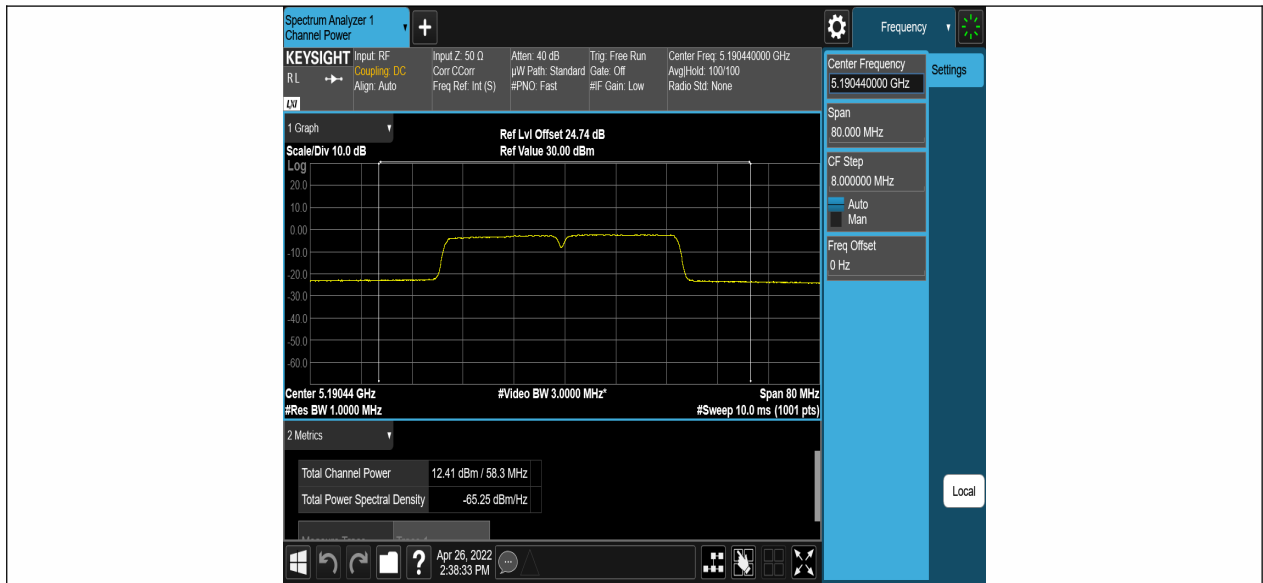 Spectrum Analyzer 1
Channel Power
+
Frequency
KEYSIGHT
RL
LXI
Input: RF
Coupling: DC
Align: Auto
Input Z: 50 Ω
Corr CCorr
Freq Ref: Int (S)
Atten: 40 dB
µW Path: Standard
#PNO: Fast
Trig: Free Run
Gate: Off
#IF Gain: Low
Center Freq: 5.190440000 GHz
Avg|Hold: 100/100
Radio Std: None
Center Frequency
5.190440000 GHz
Settings
Span
80.000 MHz
CF Step
8.000000 MHz
Auto
Man
Freq Offset
0 Hz
Local
1 Graph
Scale/Div 10.0 dB
Ref Lvl Offset 24.74 dB
Ref Value 30.00 dBm
Log
20.0
10.0
0.00
-10.0
-20.0
-30.0
-40.0
-50.0
-60.0
Center 5.19044 GHz
#Res BW 1.0000 MHz
#Video BW 3.0000 MHz*
Span 80 MHz
#Sweep 10.0 ms (1001 pts)
2 Metrics
Total Channel Power 12.41 dBm / 58.3 MHz
Total Power Spectral Density -65.25 dBm/Hz
?
Apr 26, 2022
2:38:33 PM